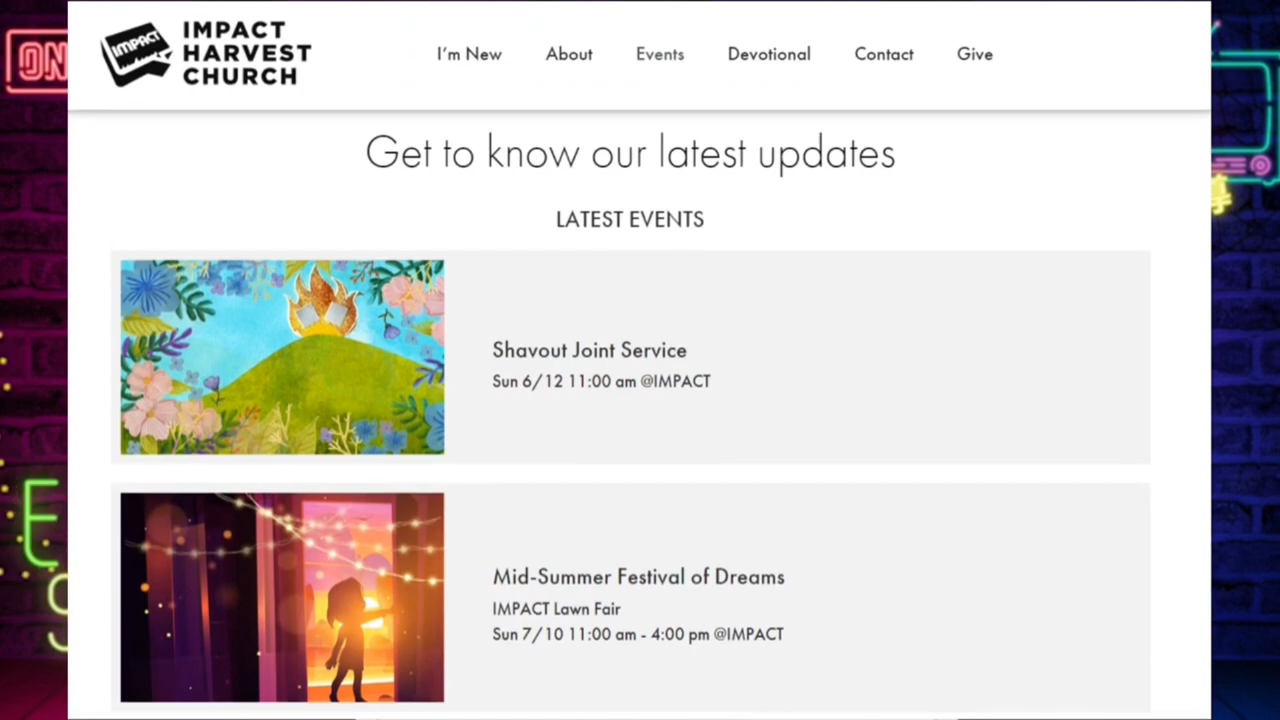 ON
IMPACT
IMPACT
HARVEST
CHURCH
I'm New
About
Events
Devotional
Contact
Give
Get to know our latest updates
LATEST EVENTS
Shavout Joint Service
Sun 6/12 11:00 am @IMPACT
Mid-Summer Festival of Dreams
IMPACT Lawn Fair
Sun 7/10 11:00 am - 4:00 pm @IMPACT